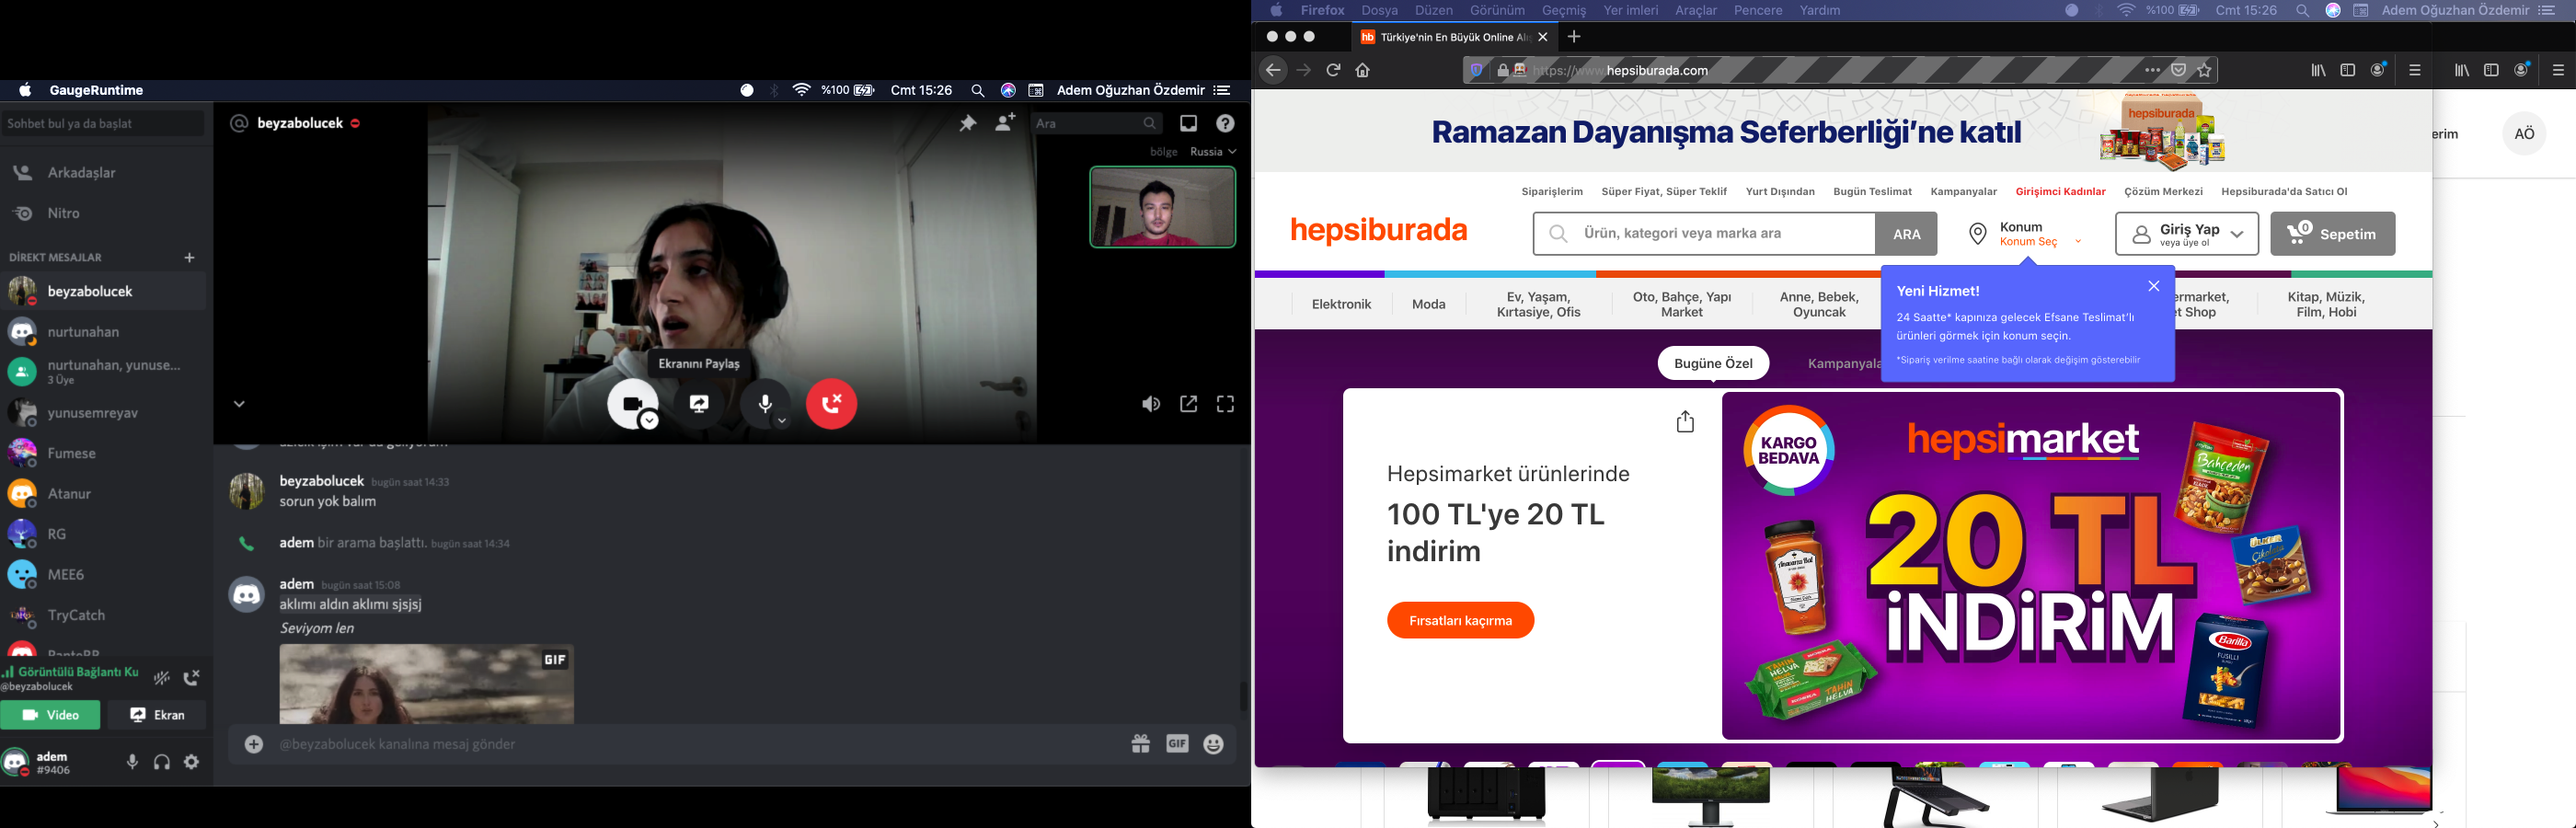 GaugeRuntime
%100
Cmt 15:26
Adem Oğuzhan Özdemir
Sohbet bul ya da başlat
Arkadaşlar
Nitro
DİREKT MESAJLAR
beyzabolucek
nurtunahan
nurtunahan, yunuse...
3 Üye
yunusemreyav
Fumese
Atanur
RG
MEE6
TryCatch
Görüntülü Bağlantı Ku
@beyzabolucek
Video
Ekran
adem
#9406
beyzabolucek
Ara
bölge Russia
Ekranını Paylaş
beyzabolucek bugün saat 14:33
sorun yok balım
adem bir arama başlattı. bugün saat 14:34
adem bugün saat 15:08
aklımı aldın aklımı sjsjsj
Seviyom len
GIF
@beyzabolucek kanalına mesaj gönder
GIF
Firefox Dosya Düzen Görünüm Geçmiş Yer imleri Araçlar Pencere Yardım
%100
Cmt 15:26
Adem Oğuzhan Özdemir
hb Türkiye'nin En Büyük Online Alış
https://www.hepsiburada.com
Ramazan Dayanışma Seferberliği'ne katıl
hepsiburada
erim
AÖ
Siparişlerim Süper Fiyat, Süper Teklif Yurt Dışından Bugün Teslimat Kampanyalar Girişimci Kadınlar Çözüm Merkezi Hepsiburada'da Satıcı Ol
hepsiburada
Ürün, kategori veya marka ara
ARA
Konum
Konum Seç
Giriş Yap
veya üye ol
0
Sepetim
Elektronik
Moda
Ev, Yaşam,
Kırtasiye, Ofis
Oto, Bahçe, Yapı
Market
Anne, Bebek,
Oyuncak
ermarket,
t Shop
Kitap, Müzik,
Film, Hobi
Yeni Hizmet!
24 Saatte* kapınıza gelecek Efsane Teslimat'lı
ürünleri görmek için konum seçin.
*Sipariş verilme saatine bağlı olarak değişim gösterebilir
Bugüne Özel
Kampanyala
Hepsimarket ürünlerinde
100 TL'ye 20 TL
indirim
Fırsatları kaçırma
KARGO
BEDAVA
hepsimarket
20 TL
İNDİRİM
Bahçeden
ÜLKER
Çikolata
Anavarza Bal
Barilla
FUSILLI
TAHİN
HELVA
TAHİN
HELVA